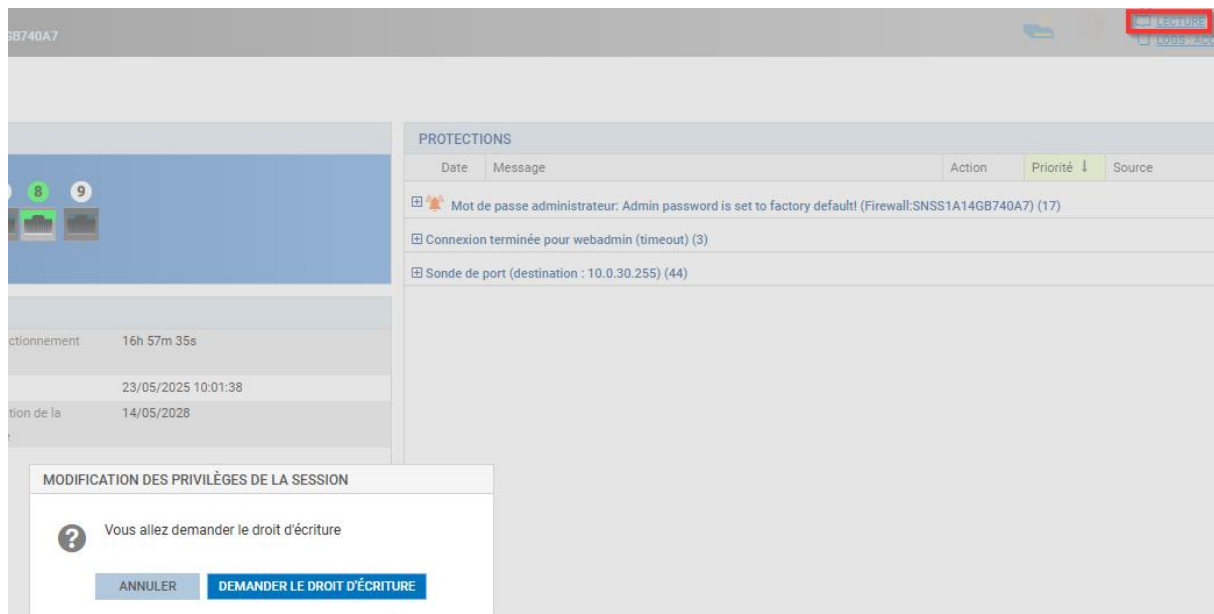 LECTURE
LOGS : ACC
GB740A7
PROTECTIONS
Date Message Action Priorité Source
8 9
Mot de passe administrateur: Admin password is set to factory default! (Firewall:SNSS1A14GB740A7) (17)
Connexion terminée pour webadmin (timeout) (3)
Sonde de port (destination : 10.0.30.255) (44)
ctionnement 16h 57m 35s
23/05/2025 10:01:38
tion de la 14/05/2028
MODIFICATION DES PRIVILÈGES DE LA SESSION
Vous allez demander le droit d'écriture
ANNULER DEMANDER LE DROIT D'ÉCRITURE